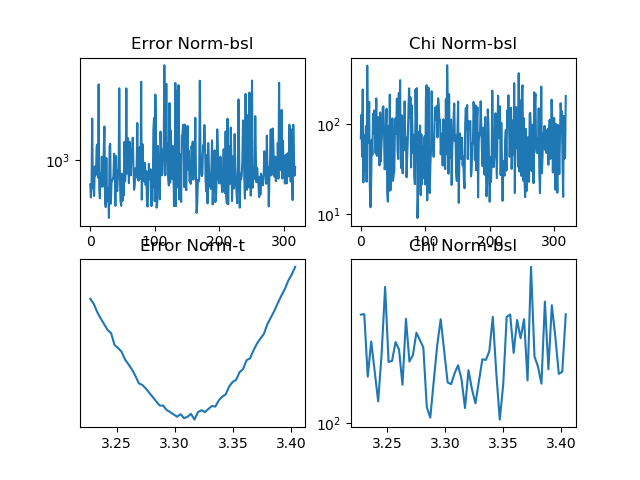 Error Norm-bsl
Chi Norm-bsl
10³
0 100 200 300
10²
10¹
0 100 200 300
Error Norm-t
Chi Norm-bsl
3.25 3.30 3.35 3.40
10²
3.25 3.30 3.35 3.40